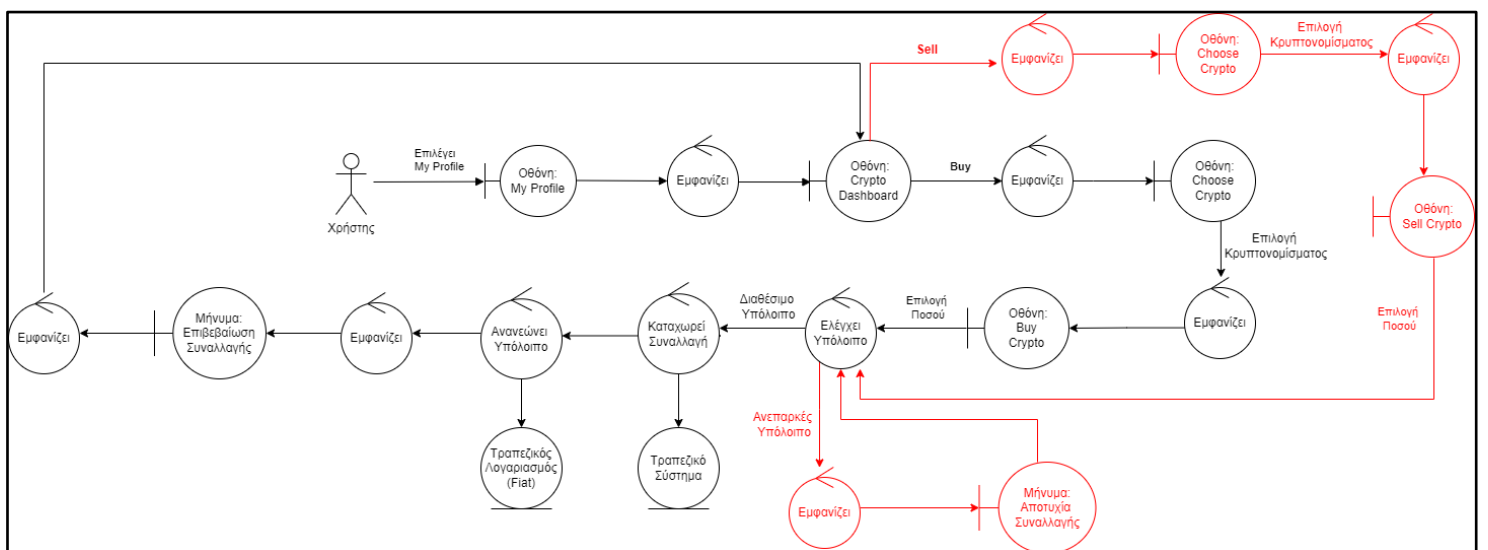 Sell
Εμφανίζει
Οθόνη:
Choose
Crypto
Επιλογή
Κρυπτονομίσματος
Εμφανίζει
Χρήστης
Επιλέγει
My Profile
Οθόνη:
My Profile
Εμφανίζει
Οθόνη:
Crypto
Dashboard
Buy
Εμφανίζει
Οθόνη:
Choose
Crypto
Οθόνη:
Sell Crypto
Επιλογή
Κρυπτονομίσματος
Εμφανίζει
Μήνυμα:
Επιβεβαίωση
Συναλλαγής
Εμφανίζει
Ανανεώνει
Υπόλοιπο
Καταχωρεί
Συναλλαγή
Διαθέσιμο
Υπόλοιπο
Ελέγχει
Υπόλοιπο
Επιλογή
Ποσού
Οθόνη:
Buy
Crypto
Εμφανίζει
Επιλογή
Ποσού
Τραπεζικός
Λογαριασμός
(Fiat)
Τραπεζικό
Σύστημα
Ανεπαρκές
Υπόλοιπο
Εμφανίζει
Μήνυμα:
Αποτυχία
Συναλλαγής